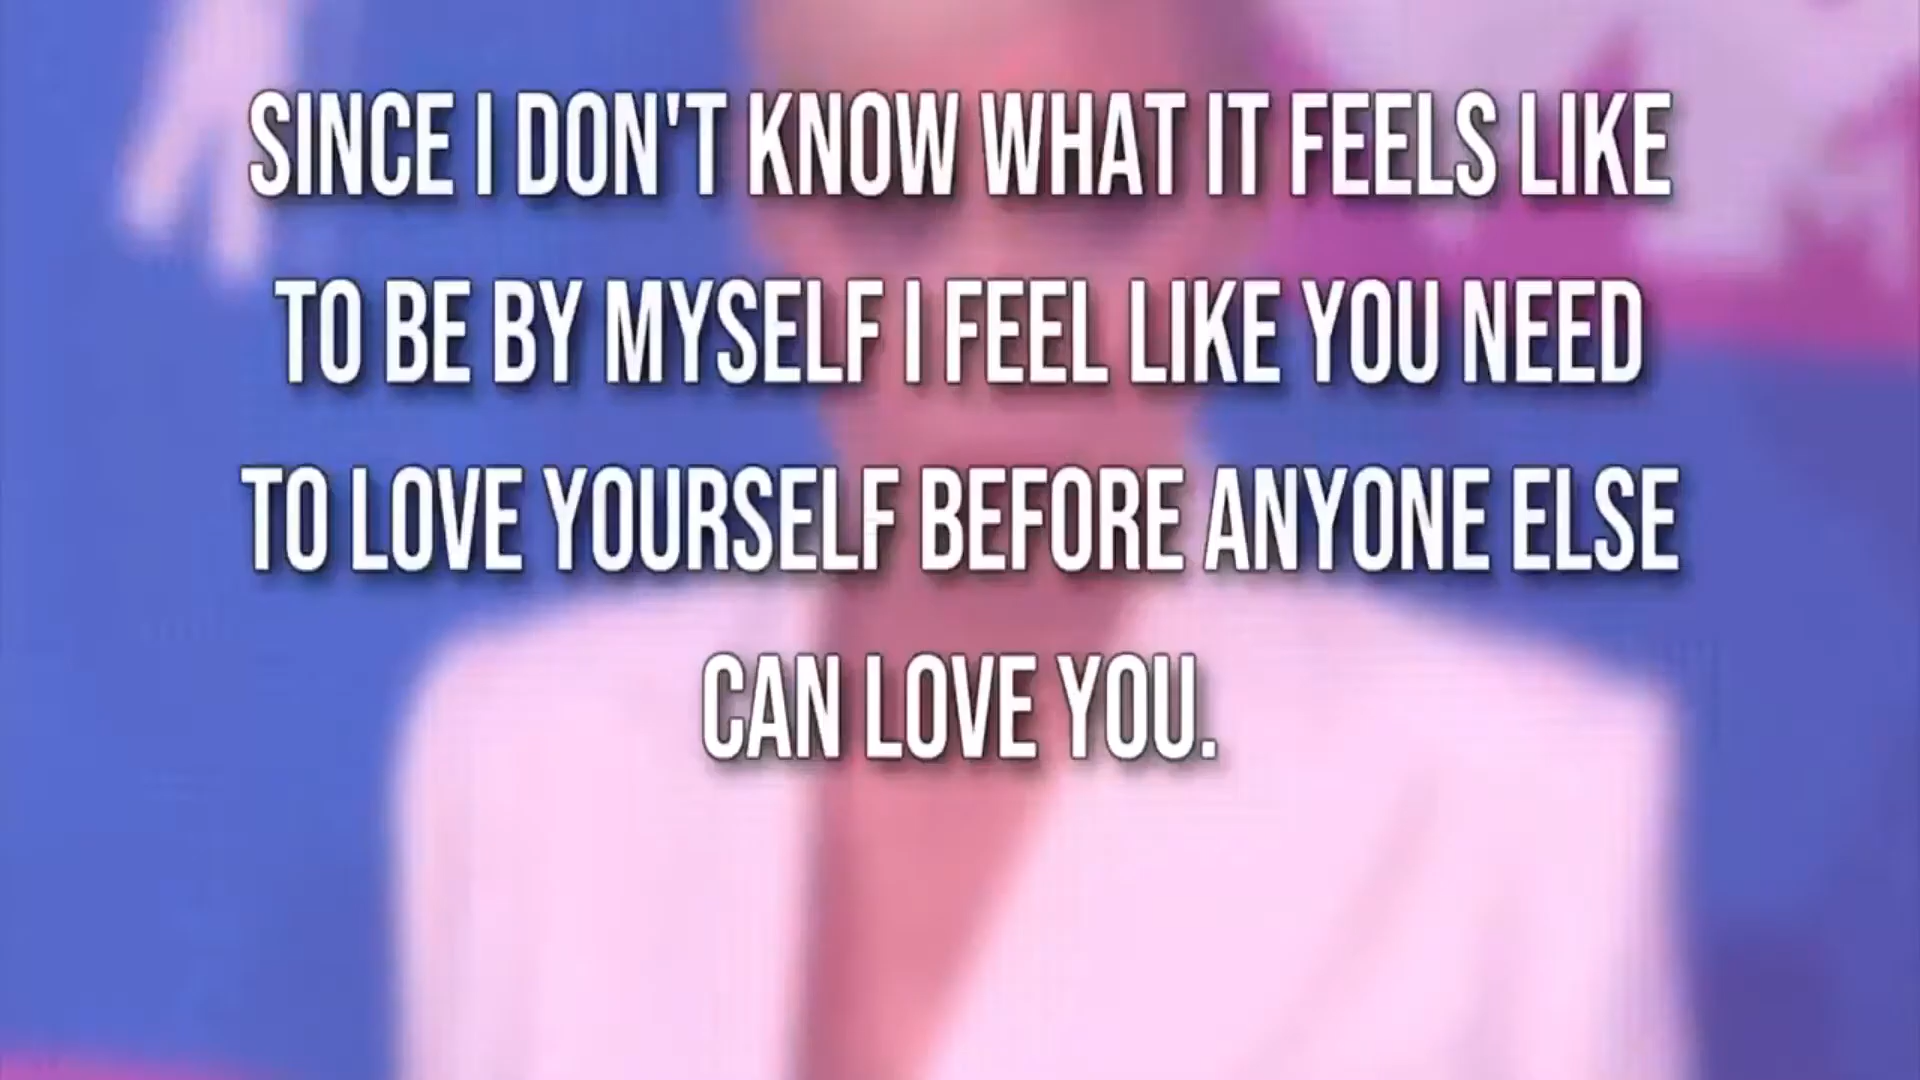 SINCE I DON'T KNOW WHAT IT FEELS LIKE
TO BE BY MYSELF I FEEL LIKE YOU NEED
TO LOVE YOURSELF BEFORE ANYONE ELSE
CAN LOVE YOU.